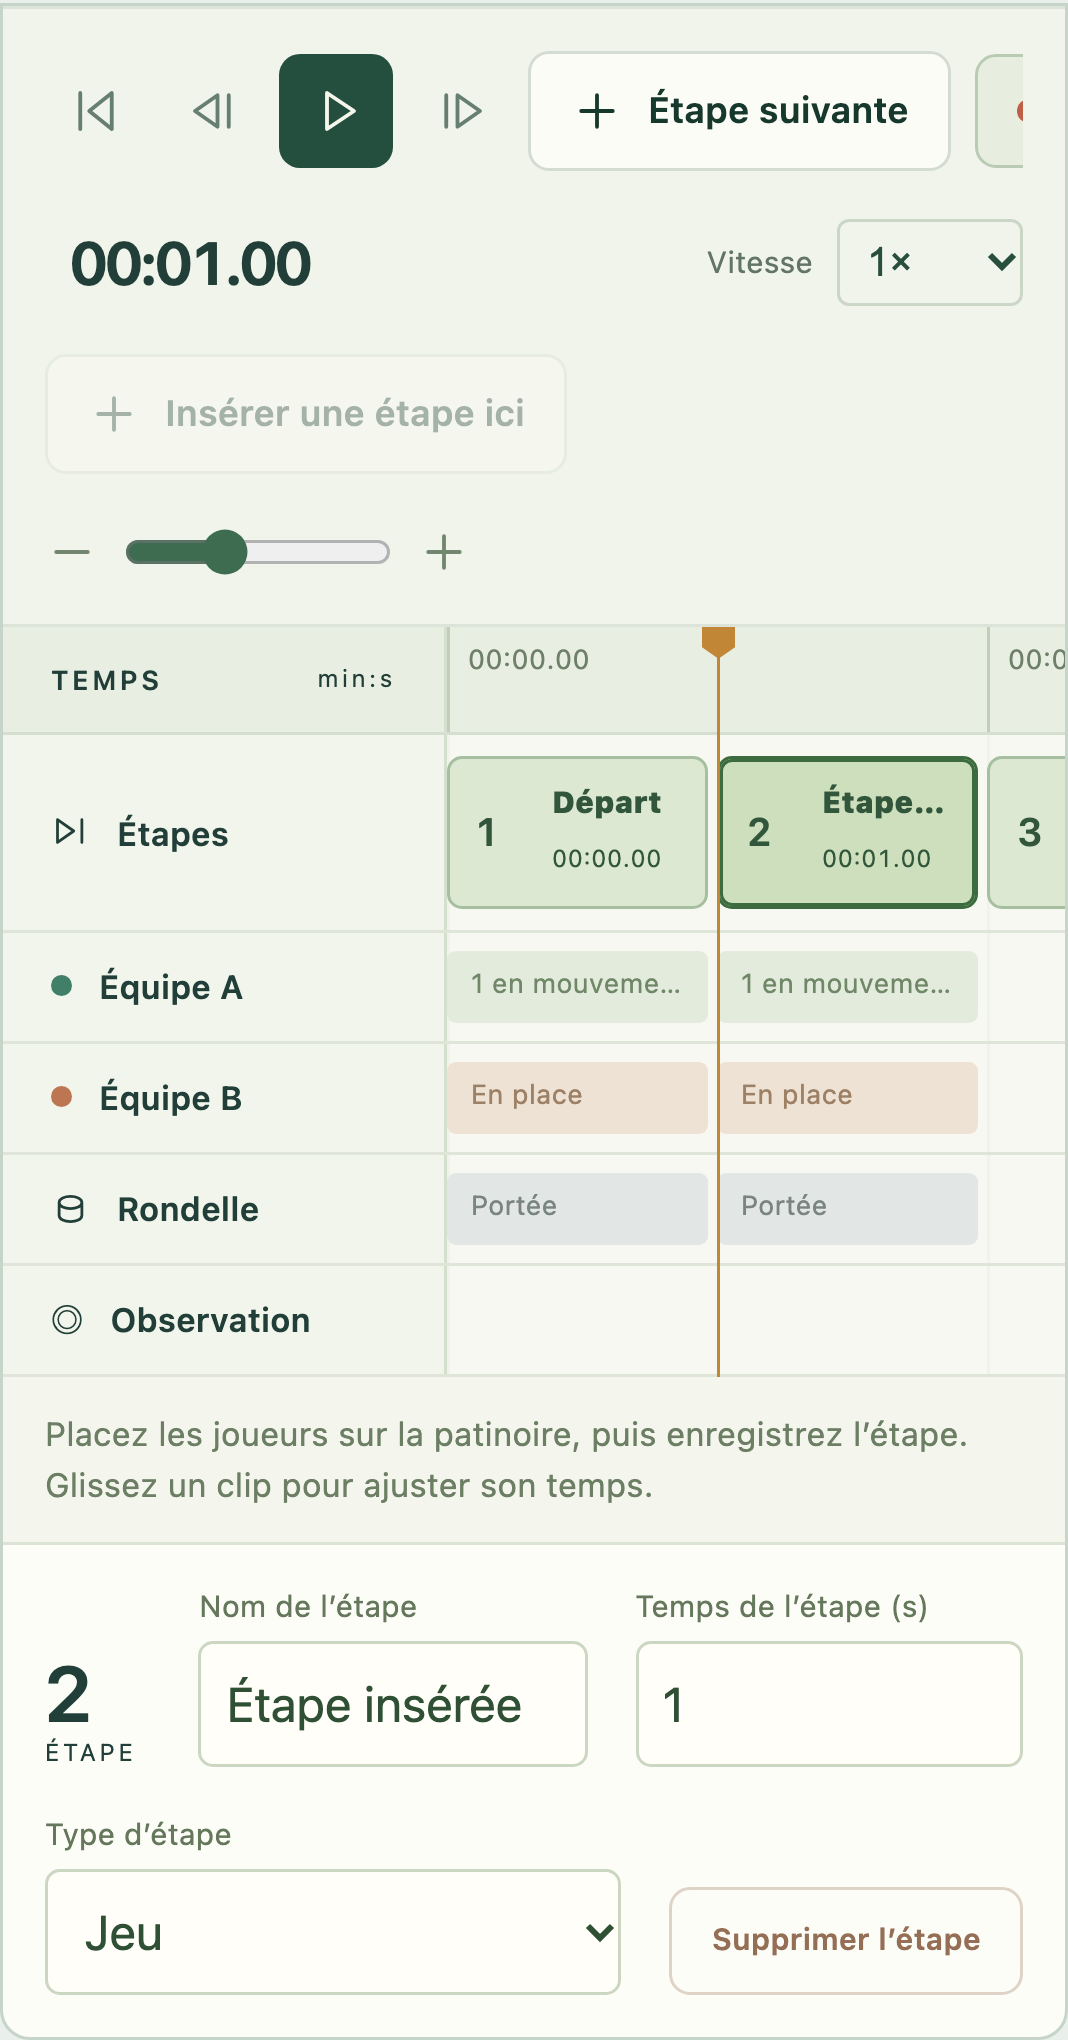 Étape suivante
00:01.00
Vitesse
1×
Insérer une étape ici
TEMPS
min:s
00:00.00
00:0
Étapes
1
Départ
00:00.00
2
Étape...
00:01.00
3
Équipe A
1 en mouveme...
1 en mouveme...
Équipe B
En place
En place
Rondelle
Portée
Portée
Observation
Placez les joueurs sur la patinoire, puis enregistrez l’étape.
Glissez un clip pour ajuster son temps.
Nom de l’étape
Temps de l’étape (s)
2
ÉTAPE
Étape insérée
1
Type d’étape
Jeu
Supprimer l’étape